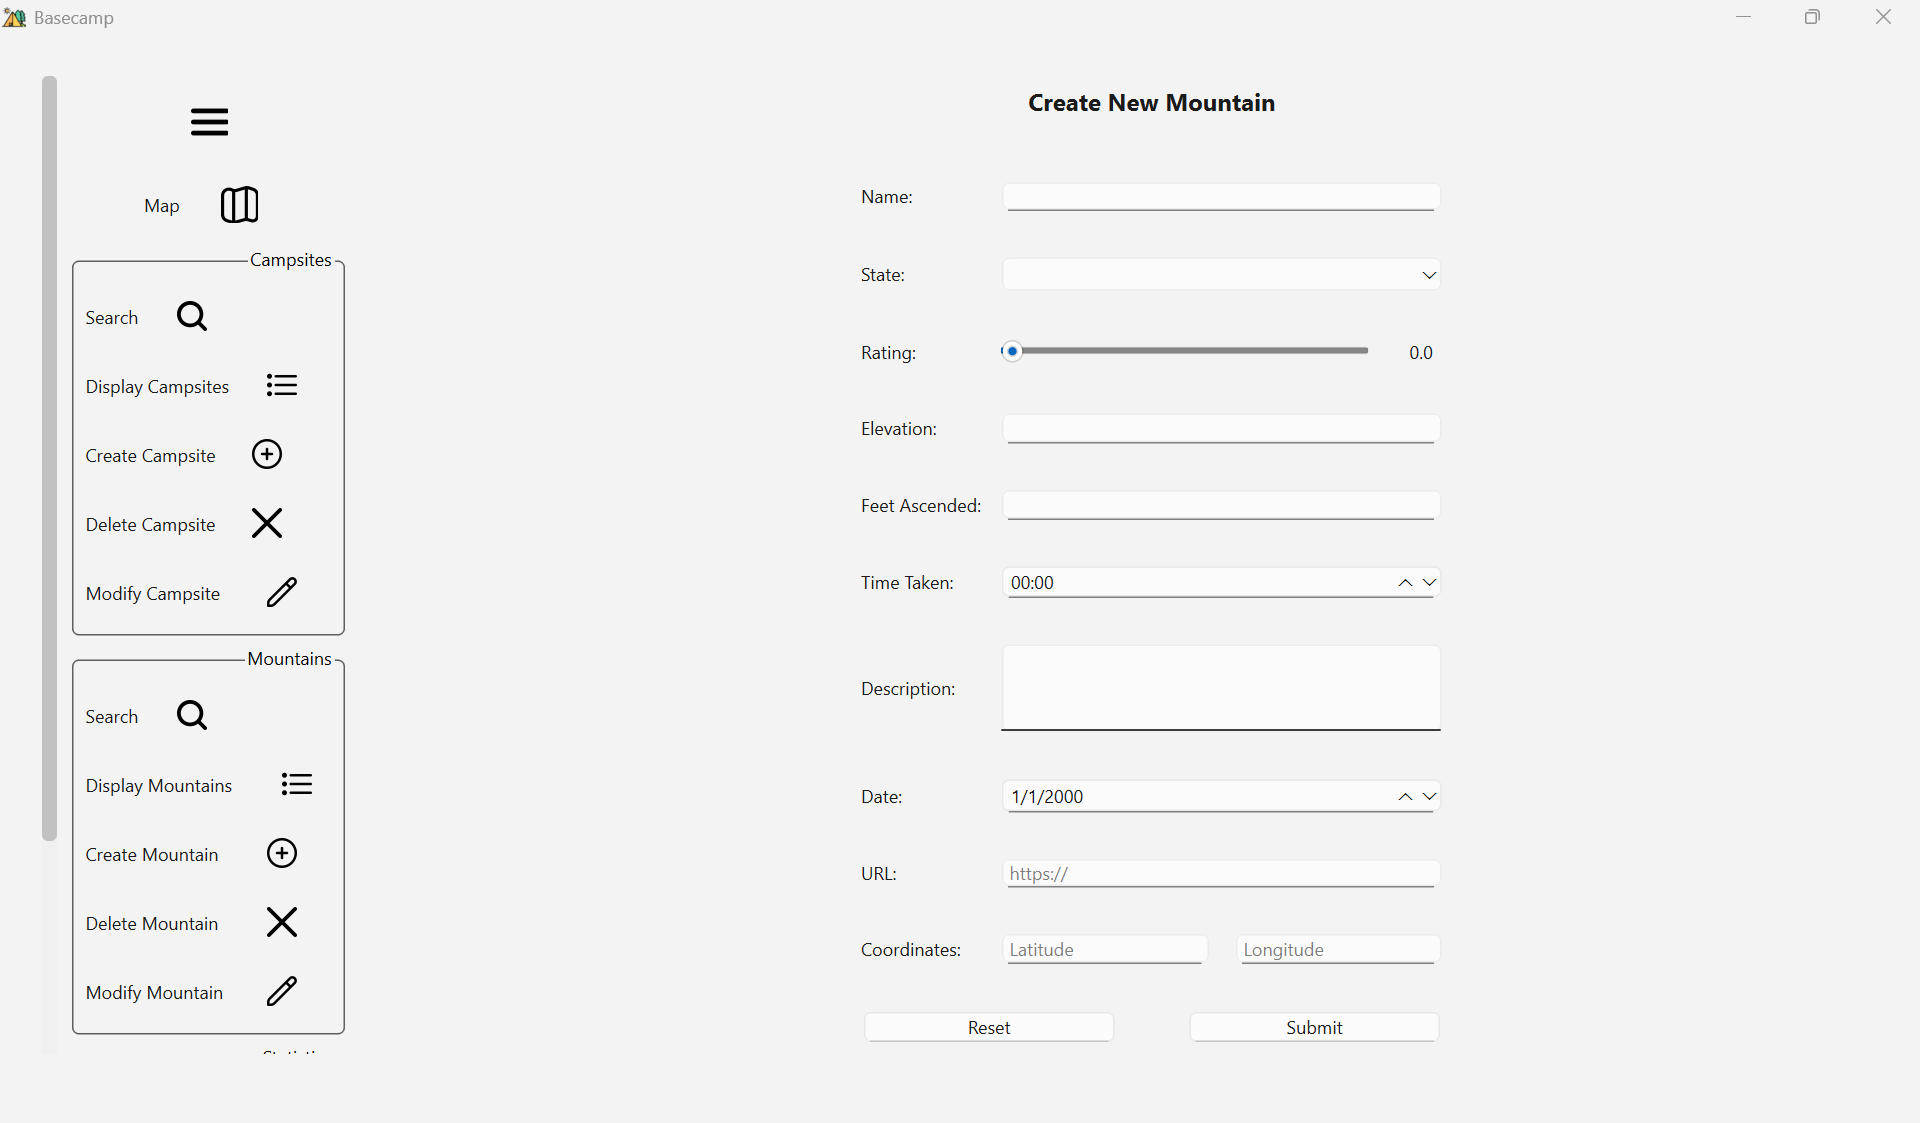 Basecamp
Map
Campsites
Search
Display Campsites
Create Campsite
Delete Campsite
Modify Campsite
Mountains
Search
Display Mountains
Create Mountain
Delete Mountain
Modify Mountain
Create New Mountain
Name:
State:
Rating: 0.0
Elevation:
Feet Ascended:
Time Taken: 00:00
Description:
Date: 1/1/2000
URL: https://
Coordinates: Latitude Longitude
Reset Submit